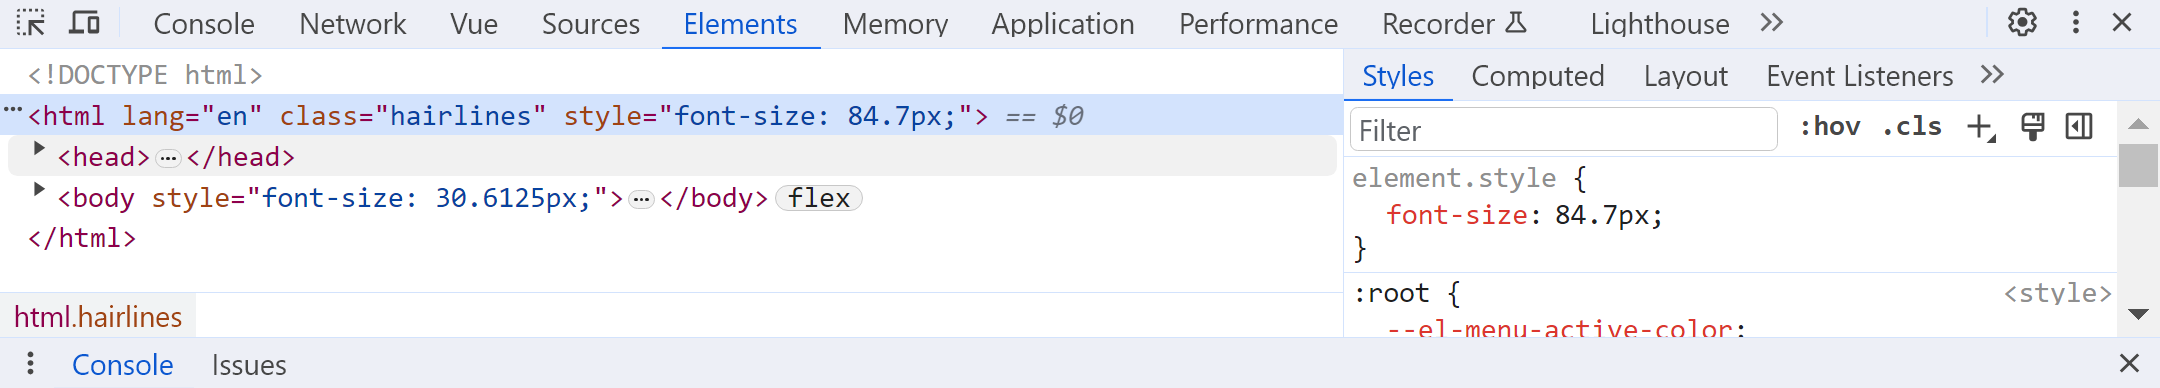 Console Network Vue Sources Elements Memory Application Performance Recorder Lighthouse
<!DOCTYPE html>
<html lang="en" class="hairlines" style="font-size: 84.7px;"> == $0
<head>…</head>
<body style="font-size: 30.6125px;">…</body> flex
</html>
html.hairlines
Styles Computed Layout Event Listeners
Filter :hov .cls
element.style {
font-size: 84.7px;
}
:root { <style>
--el-menu-active-color:
Console Issues